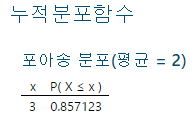 누적분포함수
포아송 분포(평균 = 2)
x P( X ≤ x )
3 0.857123